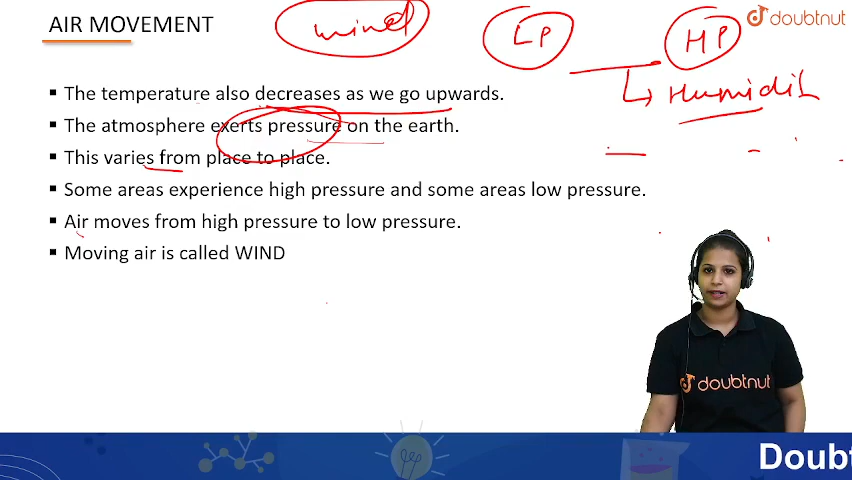 AIR MOVEMENT
wind
LP
HP
doubtnut
The temperature also decreases as we go upwards.
Humidit
The atmosphere exerts pressure on the earth.
This varies from place to place.
Some areas experience high pressure and some areas low pressure.
Air moves from high pressure to low pressure.
Moving air is called WIND
doubtnut
Doubt